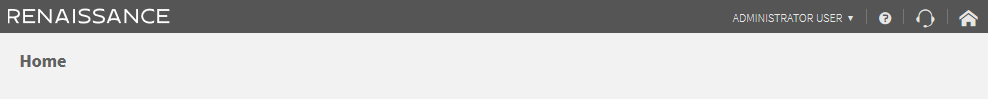 RENAISSANCE
ADMINISTRATOR USER ▼
?
Home